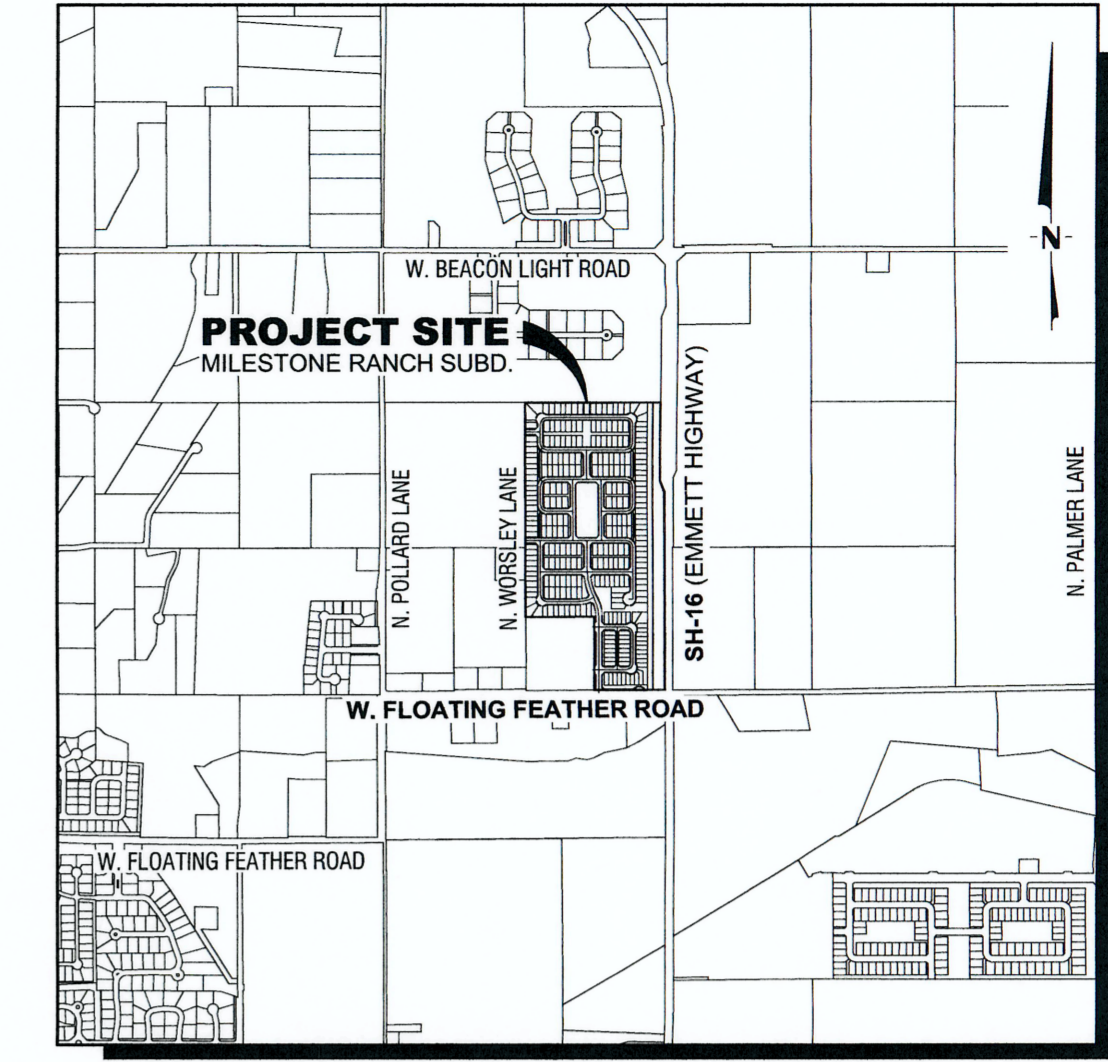 -N-
W. BEACON LIGHT ROAD
PROJECT SITE
MILESTONE RANCH SUBD.
N. POLLARD LANE
N. WORSLEY LANE
SH-16 (EMMETT HIGHWAY)
N. PALMER LANE
W. FLOATING FEATHER ROAD
W. FLOATING FEATHER ROAD